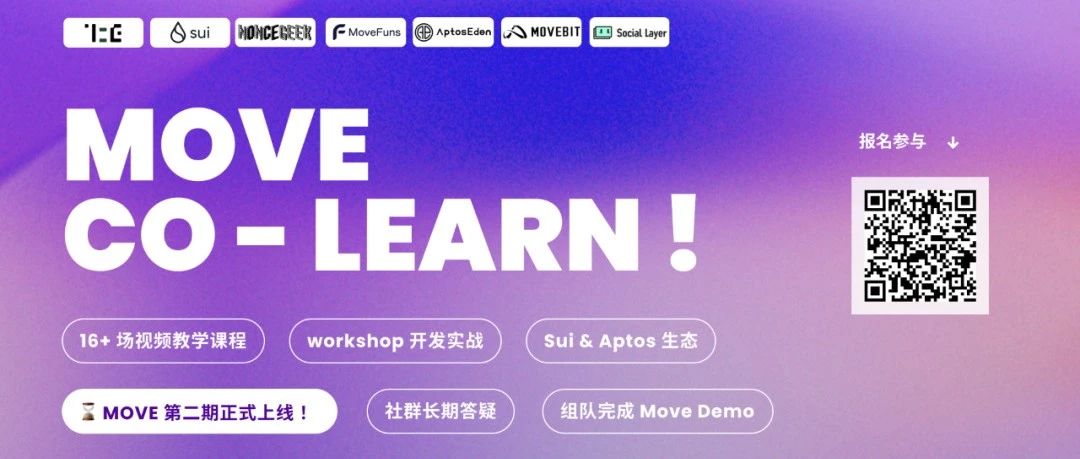 sui
NONCEGEEK
MoveFuns
AptosEden
MOVEBIT
Social Layer
MOVE
CO - LEARN !
报名参与 ↓
16+ 场视频教学课程
workshop 开发实战
Sui & Aptos 生态
⌛ MOVE 第二期正式上线！
社群长期答疑
组队完成 Move Demo